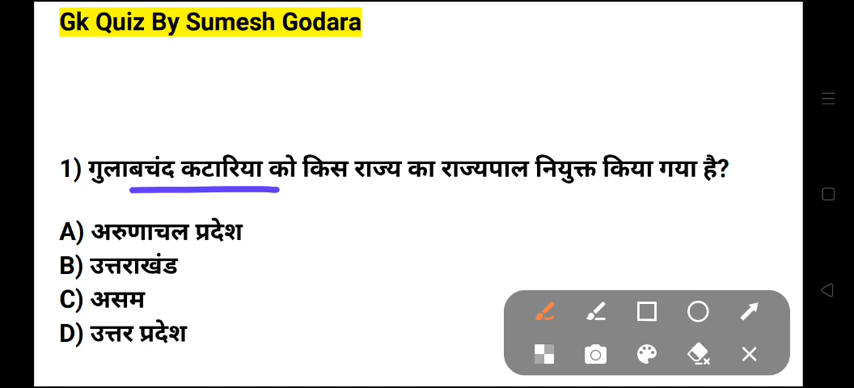 Gk Quiz By Sumesh Godara
1) गुलाबचंद कटारिया को किस राज्य का राज्यपाल नियुक्त किया गया है?
A) अरुणाचल प्रदेश
B) उत्तराखंड
C) असम
D) उत्तर प्रदेश